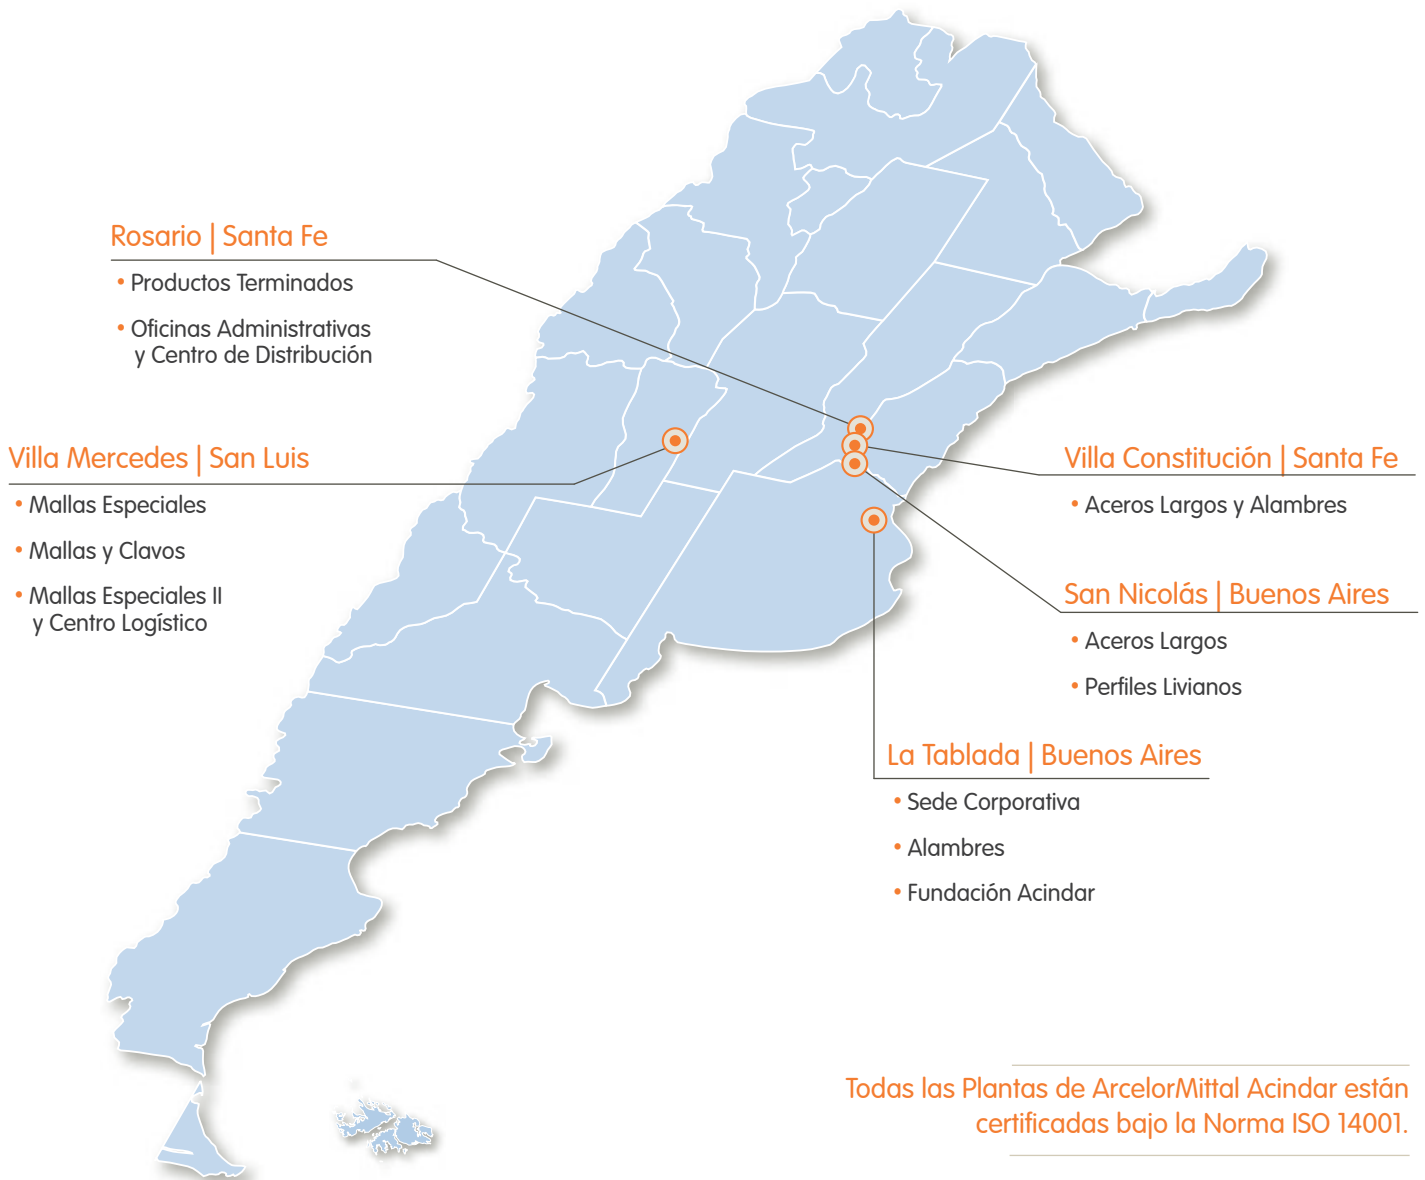 Rosario | Santa Fe
• Productos Terminados
• Oficinas Administrativas
y Centro de Distribución
Villa Mercedes | San Luis
• Mallas Especiales
• Mallas y Clavos
• Mallas Especiales II
y Centro Logístico
Villa Constitución | Santa Fe
• Aceros Largos y Alambres
San Nicolás | Buenos Aires
• Aceros Largos
• Perfiles Livianos
La Tablada | Buenos Aires
• Sede Corporativa
• Alambres
• Fundación Acindar
Todas las Plantas de ArcelorMittal Acindar están
certificadas bajo la Norma ISO 14001.